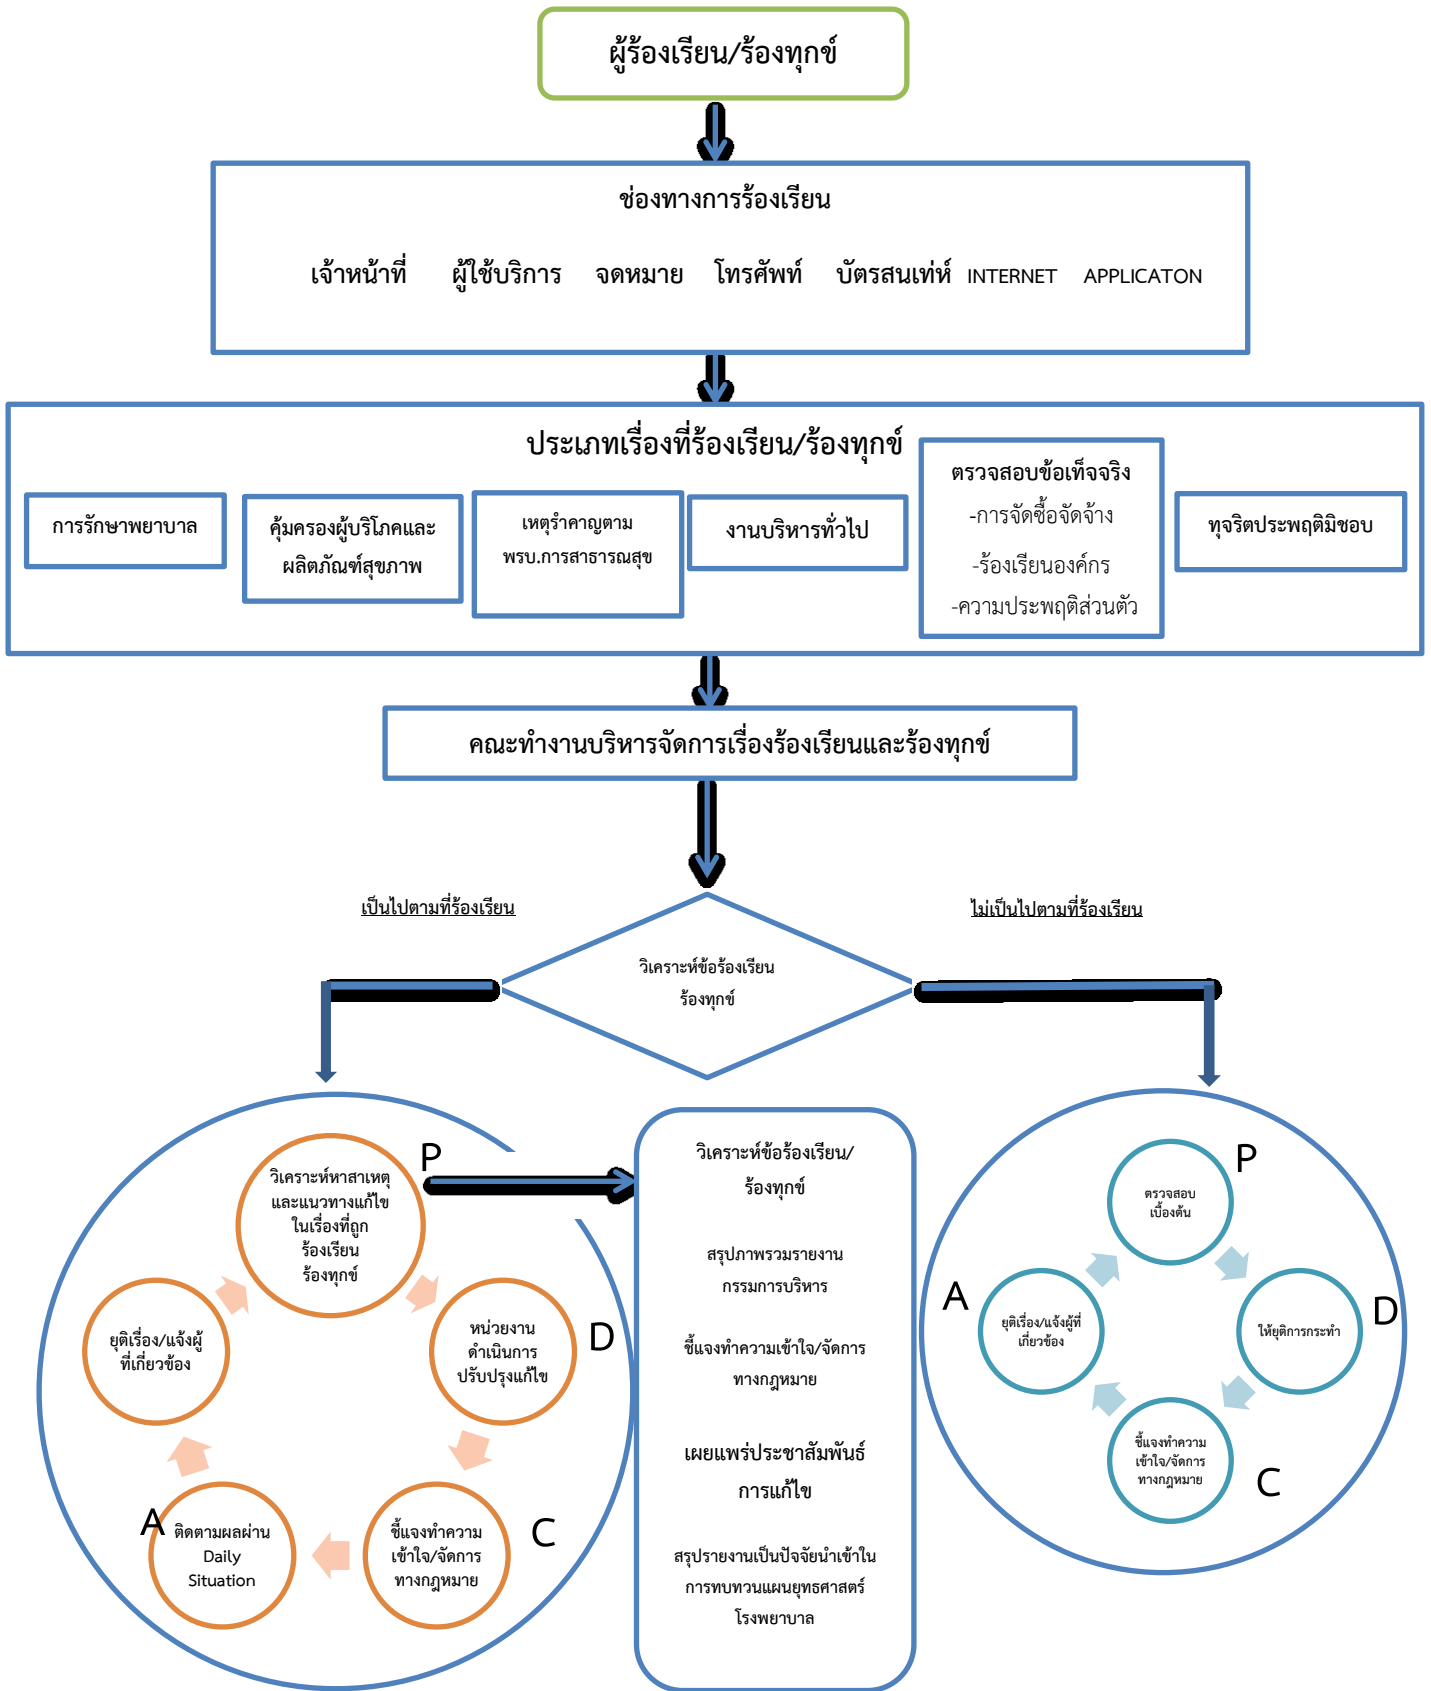 ผู้ร้องเรียน/ร้องทุกข์
ช่องทางการร้องเรียน
เจ้าหน้าที่ ผู้ใช้บริการ จดหมาย โทรศัพท์ บัตรสนเท่ห์ INTERNET APPLICATON
ประเภทเรื่องที่ร้องเรียน/ร้องทุกข์
การรักษาพยาบาล
คุ้มครองผู้บริโภคและ
ผลิตภัณฑ์สุขภาพ
เหตุรำคาญตาม
พรบ.การสาธารณสุข
งานบริหารทั่วไป
ตรวจสอบข้อเท็จจริง
-การจัดซื้อจัดจ้าง
-ร้องเรียนองค์กร
-ความประพฤติส่วนตัว
ทุจริตประพฤติมิชอบ
คณะทำงานบริหารจัดการเรื่องร้องเรียนและร้องทุกข์
เป็นไปตามที่ร้องเรียน
ไม่เป็นไปตามที่ร้องเรียน
วิเคราะห์ข้อร้องเรียน
ร้องทุกข์
P
วิเคราะห์หาสาเหตุ
และแนวทางแก้ไข
ในเรื่องที่ถูก
ร้องเรียน
ร้องทุกข์
D
หน่วยงาน
ดำเนินการ
ปรับปรุงแก้ไข
C
ชี้แจงทำความ
เข้าใจ/จัดการ
ทางกฎหมาย
A
ติดตามผลผ่าน
Daily
Situation
ยุติเรื่อง/แจ้งผู้
ที่เกี่ยวข้อง
วิเคราะห์ข้อร้องเรียน/
ร้องทุกข์
สรุปภาพรวมรายงาน
กรรมการบริหาร
ชี้แจงทำความเข้าใจ/จัดการ
ทางกฎหมาย
เผยแพร่ประชาสัมพันธ์
การแก้ไข
สรุปรายงานเป็นปัจจัยนำเข้าใน
การทบทวนแผนยุทธศาสตร์
โรงพยาบาล
P
ตรวจสอบ
เบื้องต้น
D
ให้ยุติการกระทำ
C
ชี้แจงทำความ
เข้าใจ/จัดการ
ทางกฎหมาย
A
ยุติเรื่อง/แจ้งผู้ที่
เกี่ยวข้อง